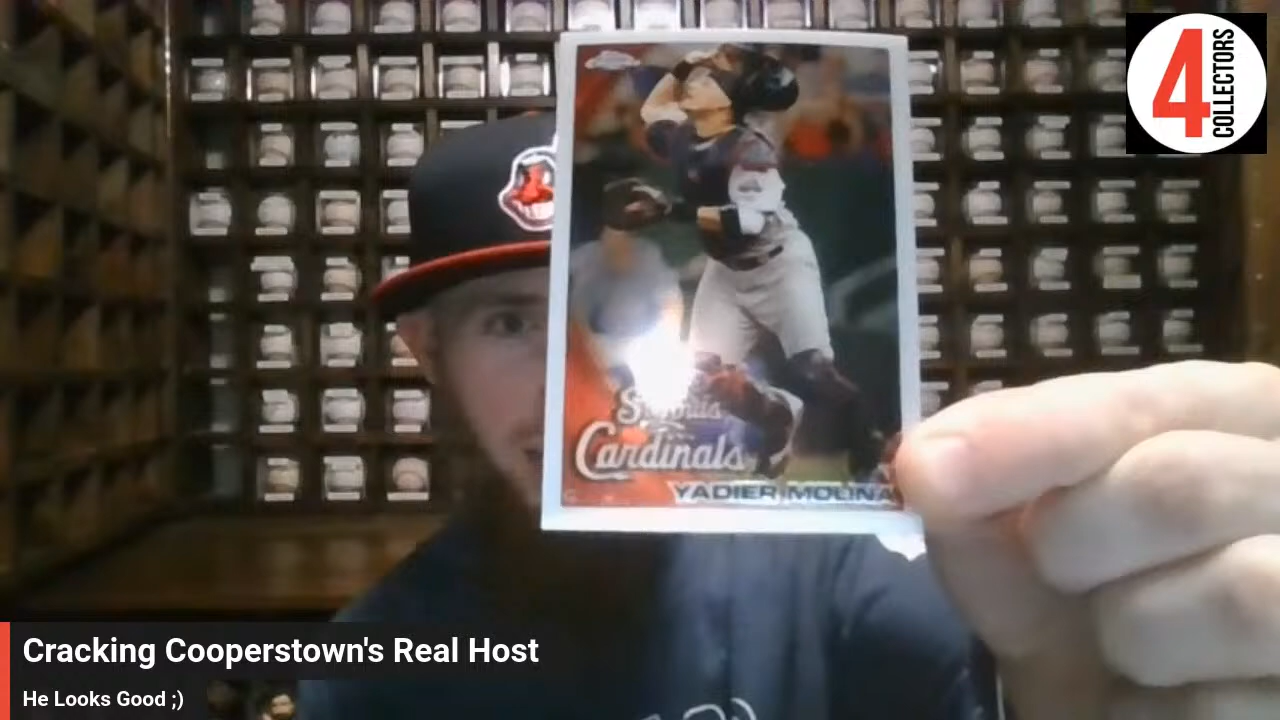 4
COLLECTORS
Cardinals
YADIER MOLINA
Cracking Cooperstown's Real Host
He Looks Good ;)